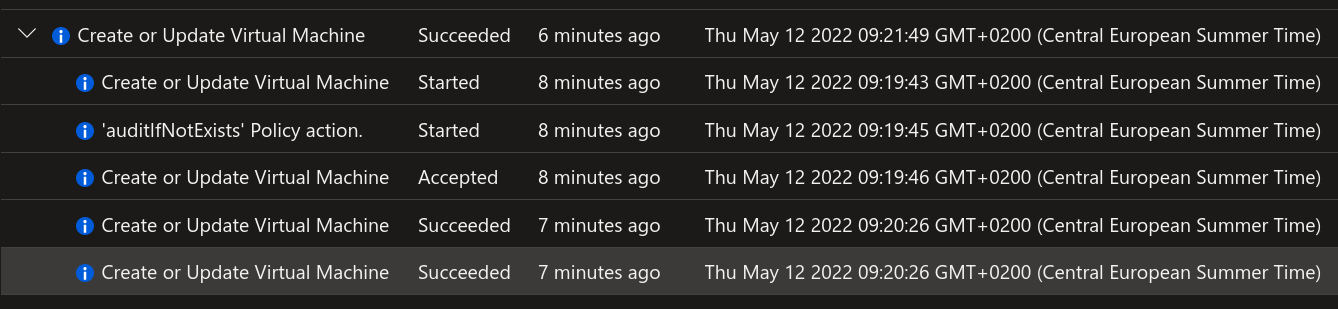 Create or Update Virtual Machine Succeeded 6 minutes ago Thu May 12 2022 09:21:49 GMT+0200 (Central European Summer Time)
Create or Update Virtual Machine Started 8 minutes ago Thu May 12 2022 09:19:43 GMT+0200 (Central European Summer Time)
'auditIfNotExists' Policy action. Started 8 minutes ago Thu May 12 2022 09:19:45 GMT+0200 (Central European Summer Time)
Create or Update Virtual Machine Accepted 8 minutes ago Thu May 12 2022 09:19:46 GMT+0200 (Central European Summer Time)
Create or Update Virtual Machine Succeeded 7 minutes ago Thu May 12 2022 09:20:26 GMT+0200 (Central European Summer Time)
Create or Update Virtual Machine Succeeded 7 minutes ago Thu May 12 2022 09:20:26 GMT+0200 (Central European Summer Time)